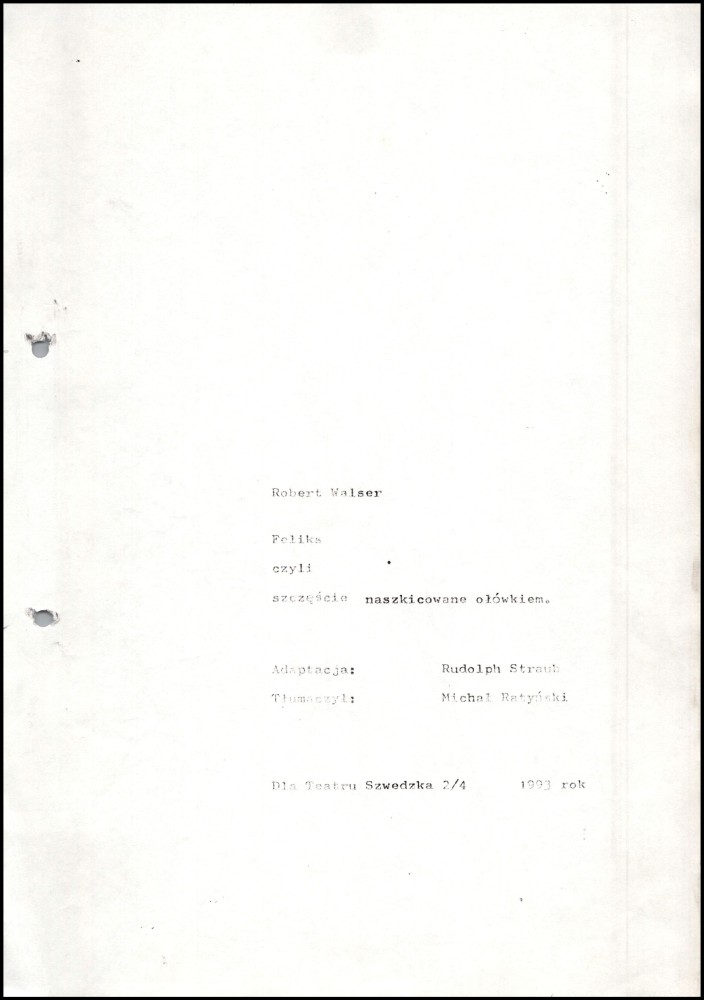 Robert Walser
Feliks
czyli
szczęście naszkicowane ołówkiem.
Adaptacja: Rudolph Straub
Tłumaczył: Michał Ratyński
Dla Teatru Szwedzka 2/4 1993 rok